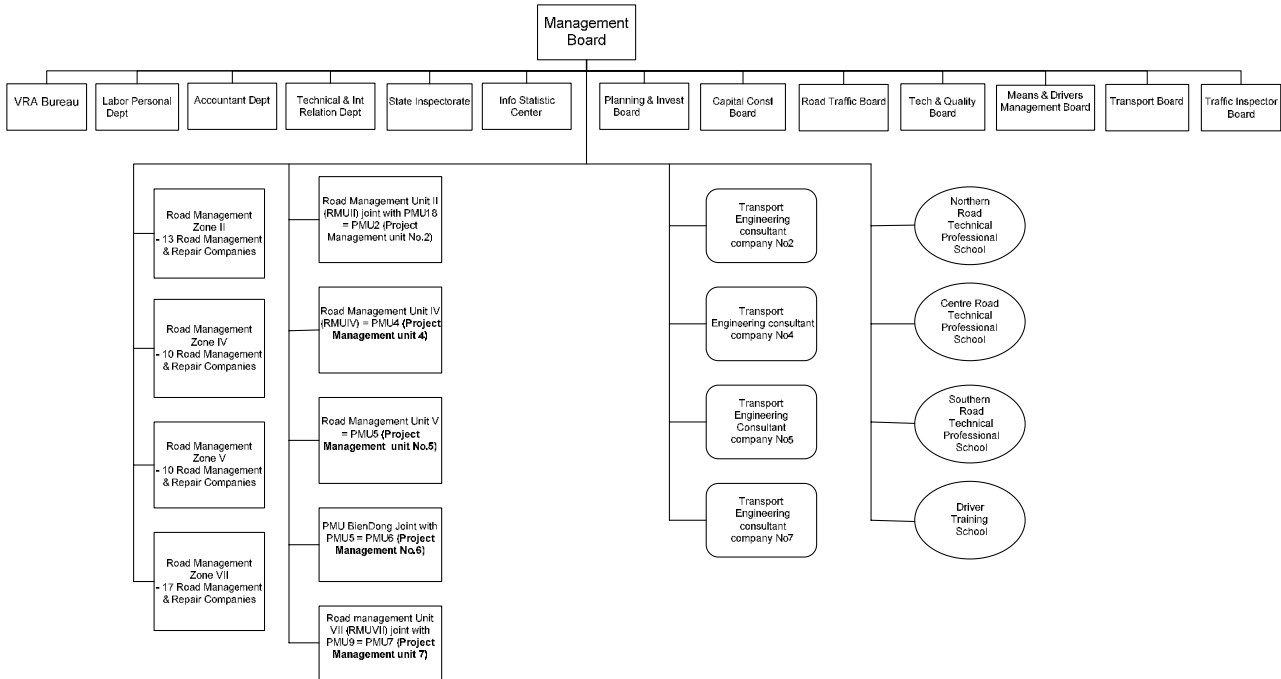 Management
Board
VRA Bureau
Labor Personal
Dept
Accountant Dept
Technical & Int
Relation Dept
State Inspectorate
Info Statistic
Center
Planning & Invest
Board
Capital Const
Board
Road Traffic Board
Tech & Quality
Board
Means & Drivers
Management Board
Transport Board
Traffic Inspector
Board
Road Management
Zone II
- 13 Road Management
& Repair Companies
Road Management
Zone IV
- 10 Road Management
& Repair Companies
Road Management
Zone V
- 10 Road Management
& Repair Companies
Road Management
Zone VII
- 17 Road Management
& Repair Companies
Road Management Unit II
(RMUII) joint with PMU18
= PMU2 (Project
Management unit No.2)
Road Management Unit IV
(RMUIV) = PMU4 (Project
Management unit 4)
Road Management Unit V
= PMU5 (Project
Management unit No.5)
PMU BienDong Joint with
PMU5 = PMU6 (Project
Management No.6)
Road management Unit
VII (RMUVII) joint with
PMU9 = PMU7 (Project
Management unit 7)
Transport
Engineering
consultant
company No2
Transport
Engineering consultant
company No4
Transport
Engineering
Consultant
company No5
Transport
Engineering
consultant
company No7
Northern
Road
Technical
Professional
School
Centre Road
Technical
Professional
School
Southern
Road
Technical
Professional
School
Driver
Training
School